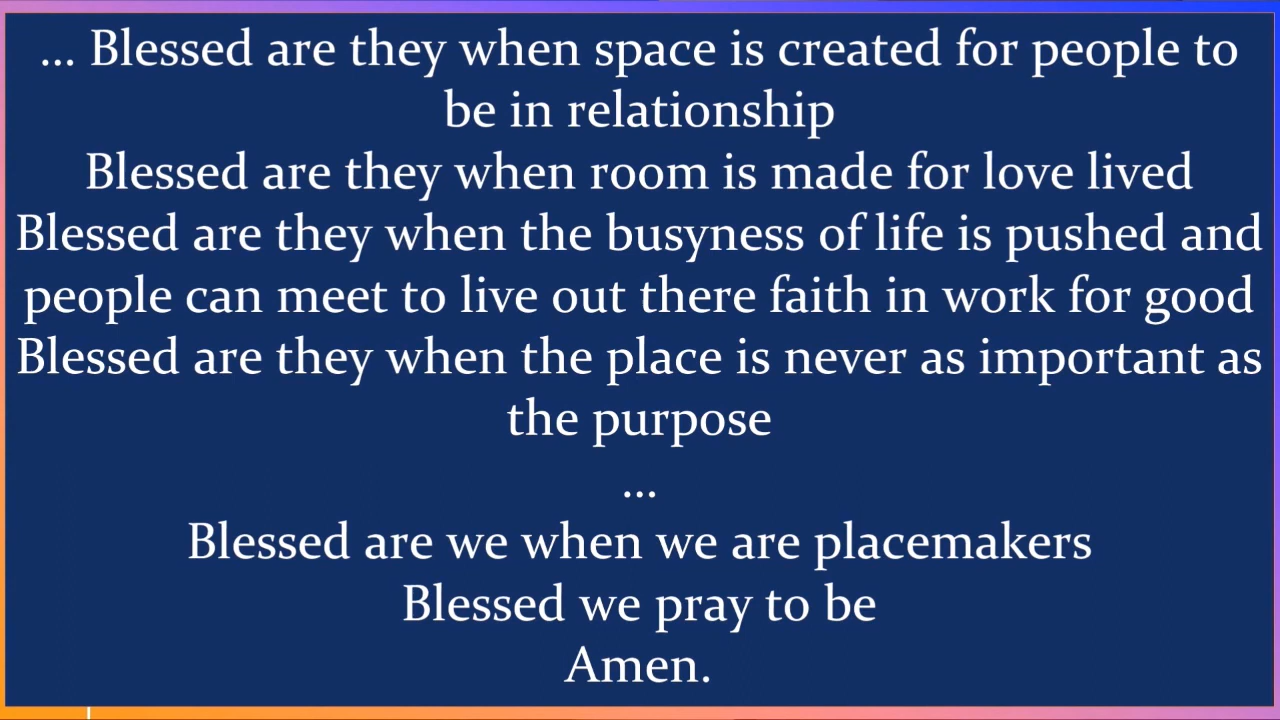 ... Blessed are they when space is created for people to
be in relationship
Blessed are they when room is made for love lived
Blessed are they when the busyness of life is pushed and
people can meet to live out there faith in work for good
Blessed are they when the place is never as important as
the purpose
...
Blessed are we when we are placemakers
Blessed we pray to be
Amen.